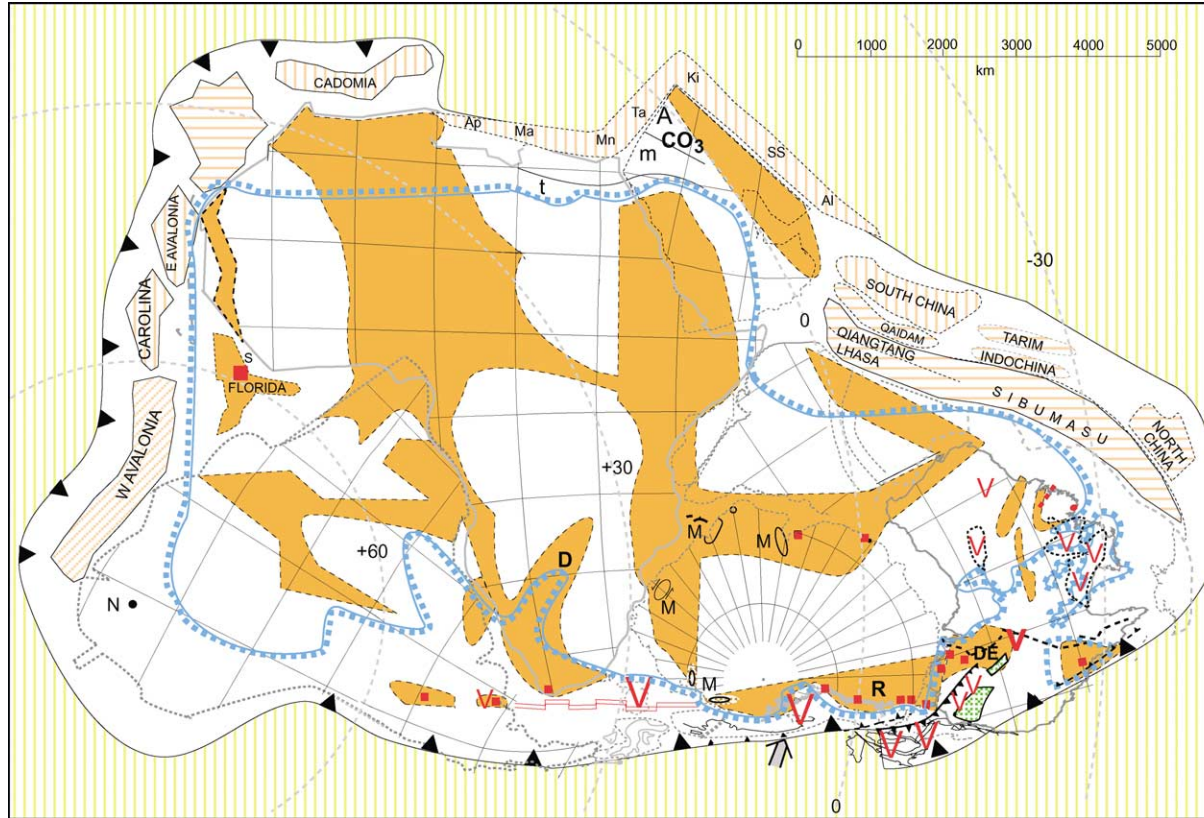 0 1000 2000 3000 4000 5000
km
CADOMIA
Ki
Ta
A
CO3
Ap
Ma
Mn
m
SS
t
Al
E AVALONIA
-30
CAROLINA
SOUTH CHINA
0
QAIDAM
TARIM
QIANGTANG
INDOCHINA
LHASA
S
FLORIDA
SIBUMASU
NORTH CHINA
W AVALONIA
+30
V
M
M
V
V
V
V
+60
D
N
M
DE
V
M
R
V
V
V
V
V
V
V
0